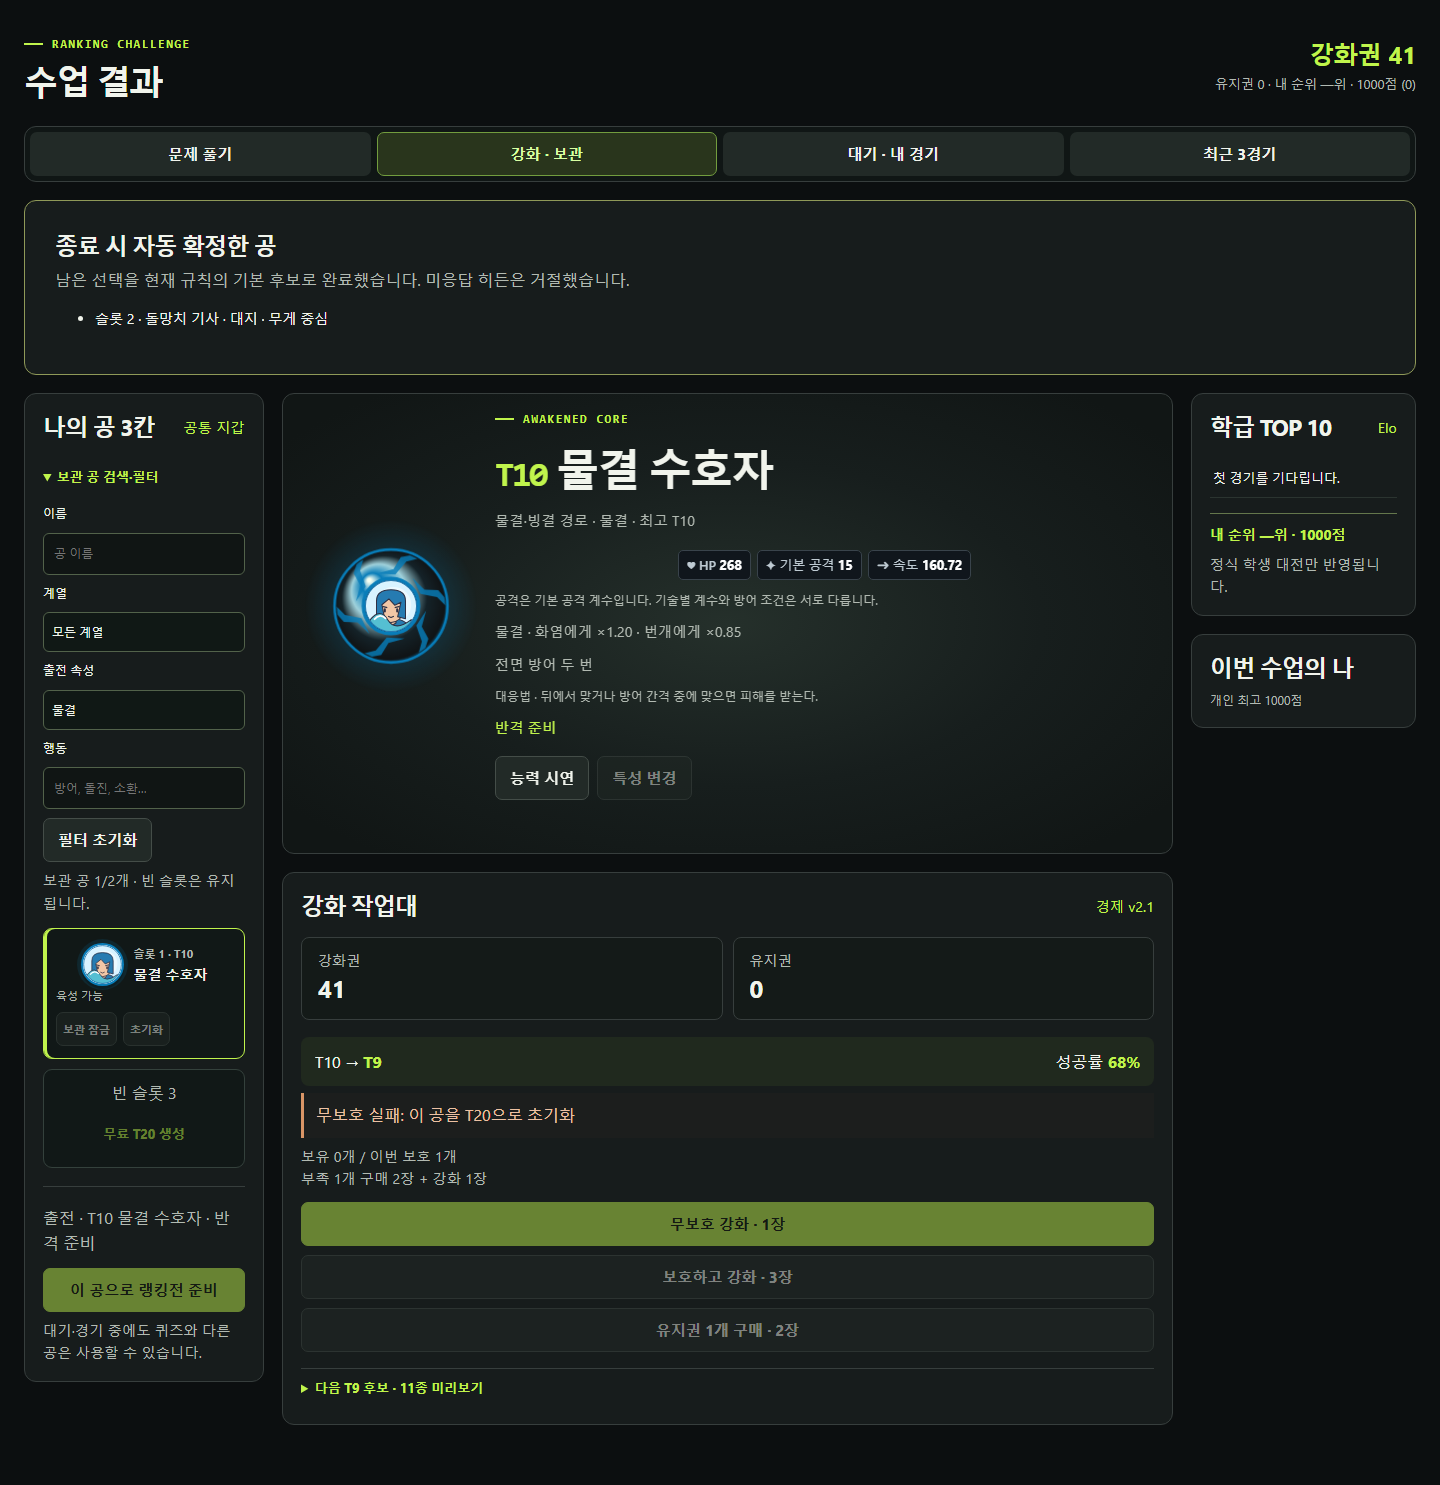 RANKING CHALLENGE
수업 결과
강화권 41
유지권 0 · 내 순위 —위 · 1000점 (0)
문제 풀기
강화 · 보관
대기 · 내 경기
최근 3경기
종료 시 자동 확정한 공
남은 선택을 현재 규칙의 기본 후보로 완료했습니다. 미응답 히든은 거절했습니다.
• 슬롯 2 · 돌망치 기사 · 대지 · 무게 중심
나의 공 3칸
공통 지갑
▼ 보관 공 검색·필터
이름
공 이름
계열
모든 계열
출전 속성
물결
행동
방어, 돌진, 소환...
필터 초기화
보관 공 1/2개 · 빈 슬롯은 유지
됩니다.
슬롯 1 · T10
물결 수호자
육성 가능
보관 잠금
초기화
빈 슬롯 3
무료 T20 생성
출전 · T10 물결 수호자 · 반
격 준비
이 공으로 랭킹전 준비
대기·경기 중에도 퀴즈와 다른
공은 사용할 수 있습니다.
AWAKENED CORE
T10 물결 수호자
물결·빙결 경로 · 물결 · 최고 T10
♥ HP 268
✦ 기본 공격 15
➔ 속도 160.72
공격은 기본 공격 계수입니다. 기술별 계수와 방어 조건은 서로 다릅니다.
물결 · 화염에게 ×1.20 · 번개에게 ×0.85
전면 방어 두 번
대응법 · 뒤에서 맞거나 방어 간격 중에 맞으면 피해를 받는다.
반격 준비
능력 시연
특성 변경
강화 작업대
경제 v2.1
강화권
41
유지권
0
T10 → T9
성공률 68%
무보호 실패: 이 공을 T20으로 초기화
보유 0개 / 이번 보호 1개
부족 1개 구매 2장 + 강화 1장
무보호 강화 · 1장
보호하고 강화 · 3장
유지권 1개 구매 · 2장
▶ 다음 T9 후보 · 11종 미리보기
학급 TOP 10
Elo
첫 경기를 기다립니다.
내 순위 —위 · 1000점
정식 학생 대전만 반영됩니
다.
이번 수업의 나
개인 최고 1000점